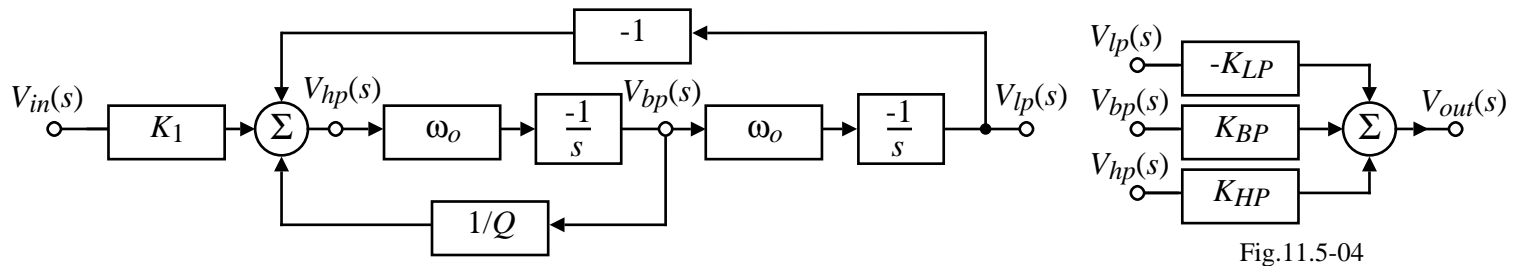 -1
V_in(s)
K_1
Σ
V_hp(s)
ω_o
-1
s
V_bp(s)
ω_o
-1
s
V_lp(s)
1/Q
V_lp(s)
-K_LP
V_bp(s)
K_BP
Σ
V_out(s)
V_hp(s)
K_HP
Fig.11.5-04